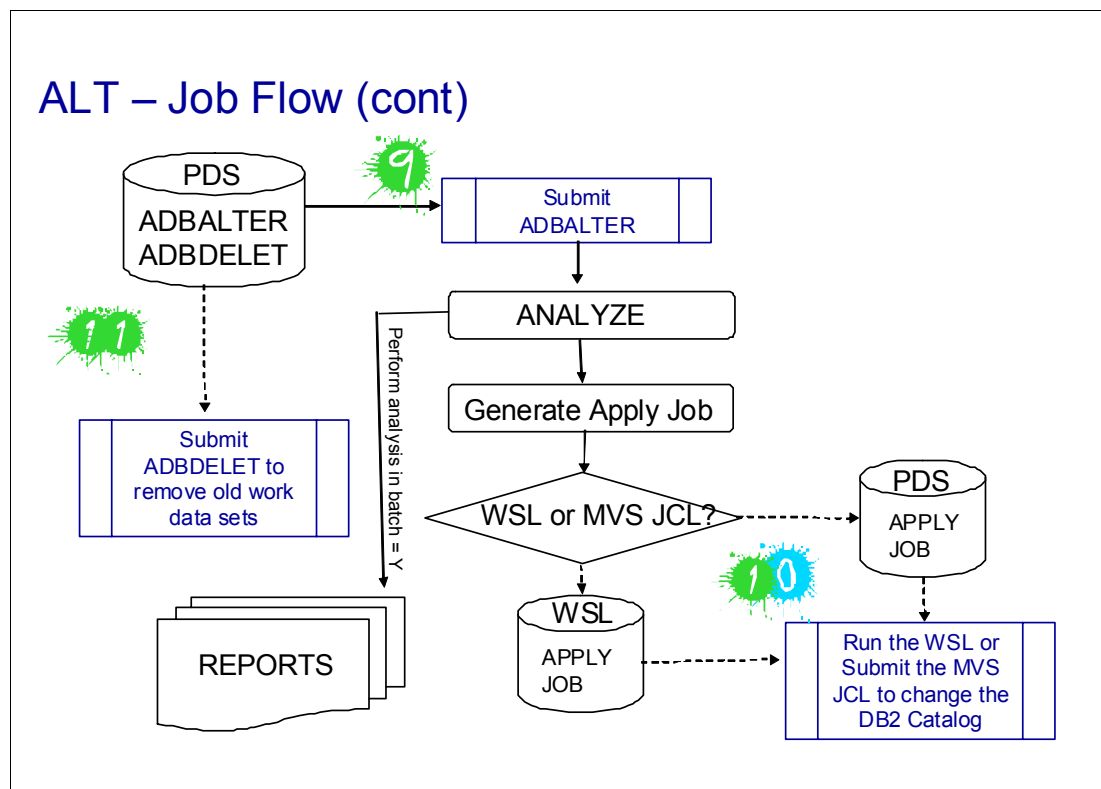 ALT – Job Flow (cont)
9
PDS
ADBALTER
ADBDELET
Submit
ADBALTER
11
ANALYZE
Perform analysis in batch = Y
Generate Apply Job
Submit
ADBDELET to
remove old work
data sets
WSL or MVS JCL?
PDS
APPLY
JOB
10
REPORTS
WSL
APPLY
JOB
Run the WSL or
Submit the MVS
JCL to change the
DB2 Catalog